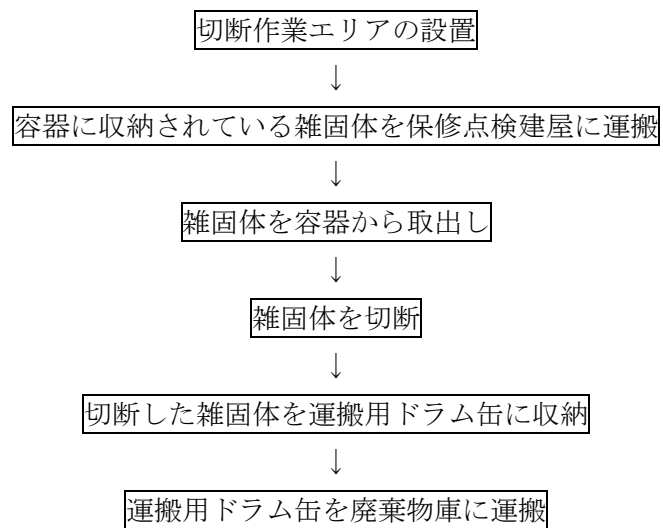 切断作業エリアの設置
↓
容器に収納されている雑固体を保修点検建屋に運搬
↓
雑固体を容器から取出し
↓
雑固体を切断
↓
切断した雑固体を運搬用ドラム缶に収納
↓
運搬用ドラム缶を廃棄物庫に運搬